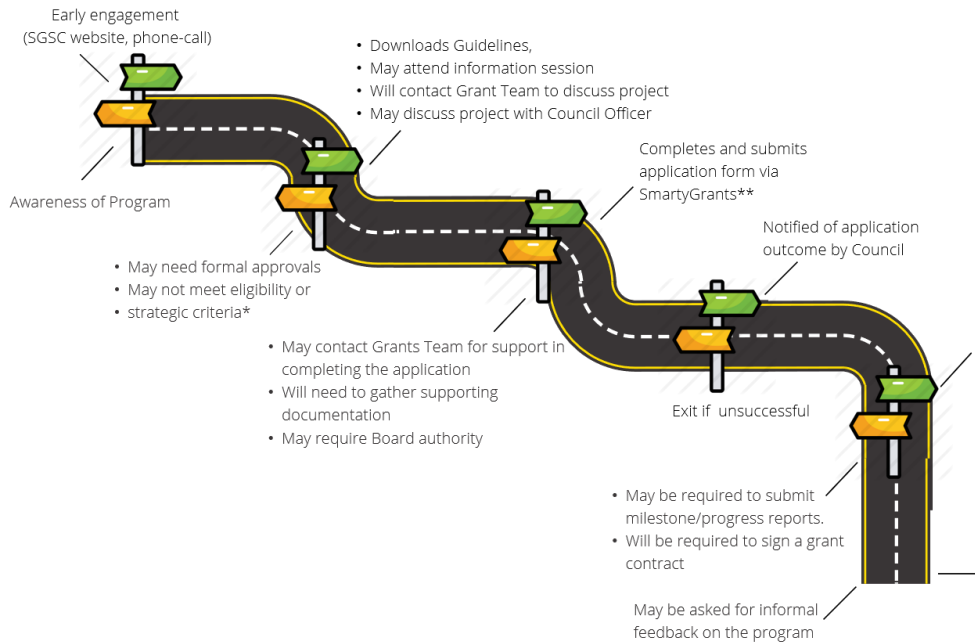 Early engagement
(SGSC website, phone-call)
Awareness of Program
• Downloads Guidelines,
• May attend information session
• Will contact Grant Team to discuss project
• May discuss project with Council Officer
• May need formal approvals
• May not meet eligibility or
• strategic criteria*
Completes and submits
application form via
SmartyGrants**
• May contact Grants Team for support in
completing the application
• Will need to gather supporting
documentation
• May require Board authority
Notified of application
outcome by Council
Exit if unsuccessful
• May be required to submit
milestone/progress reports.
• Will be required to sign a grant
contract
May be asked for informal
feedback on the program